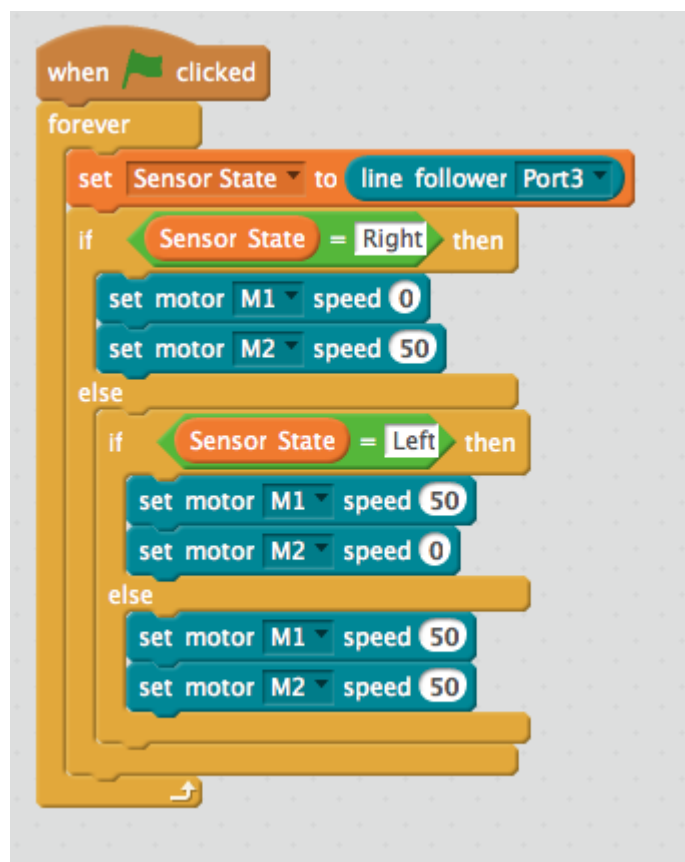 when clicked
forever
set Sensor State to line follower Port3
if Sensor State = Right then
set motor M1 speed 0
set motor M2 speed 50
else
if Sensor State = Left then
set motor M1 speed 50
set motor M2 speed 0
else
set motor M1 speed 50
set motor M2 speed 50